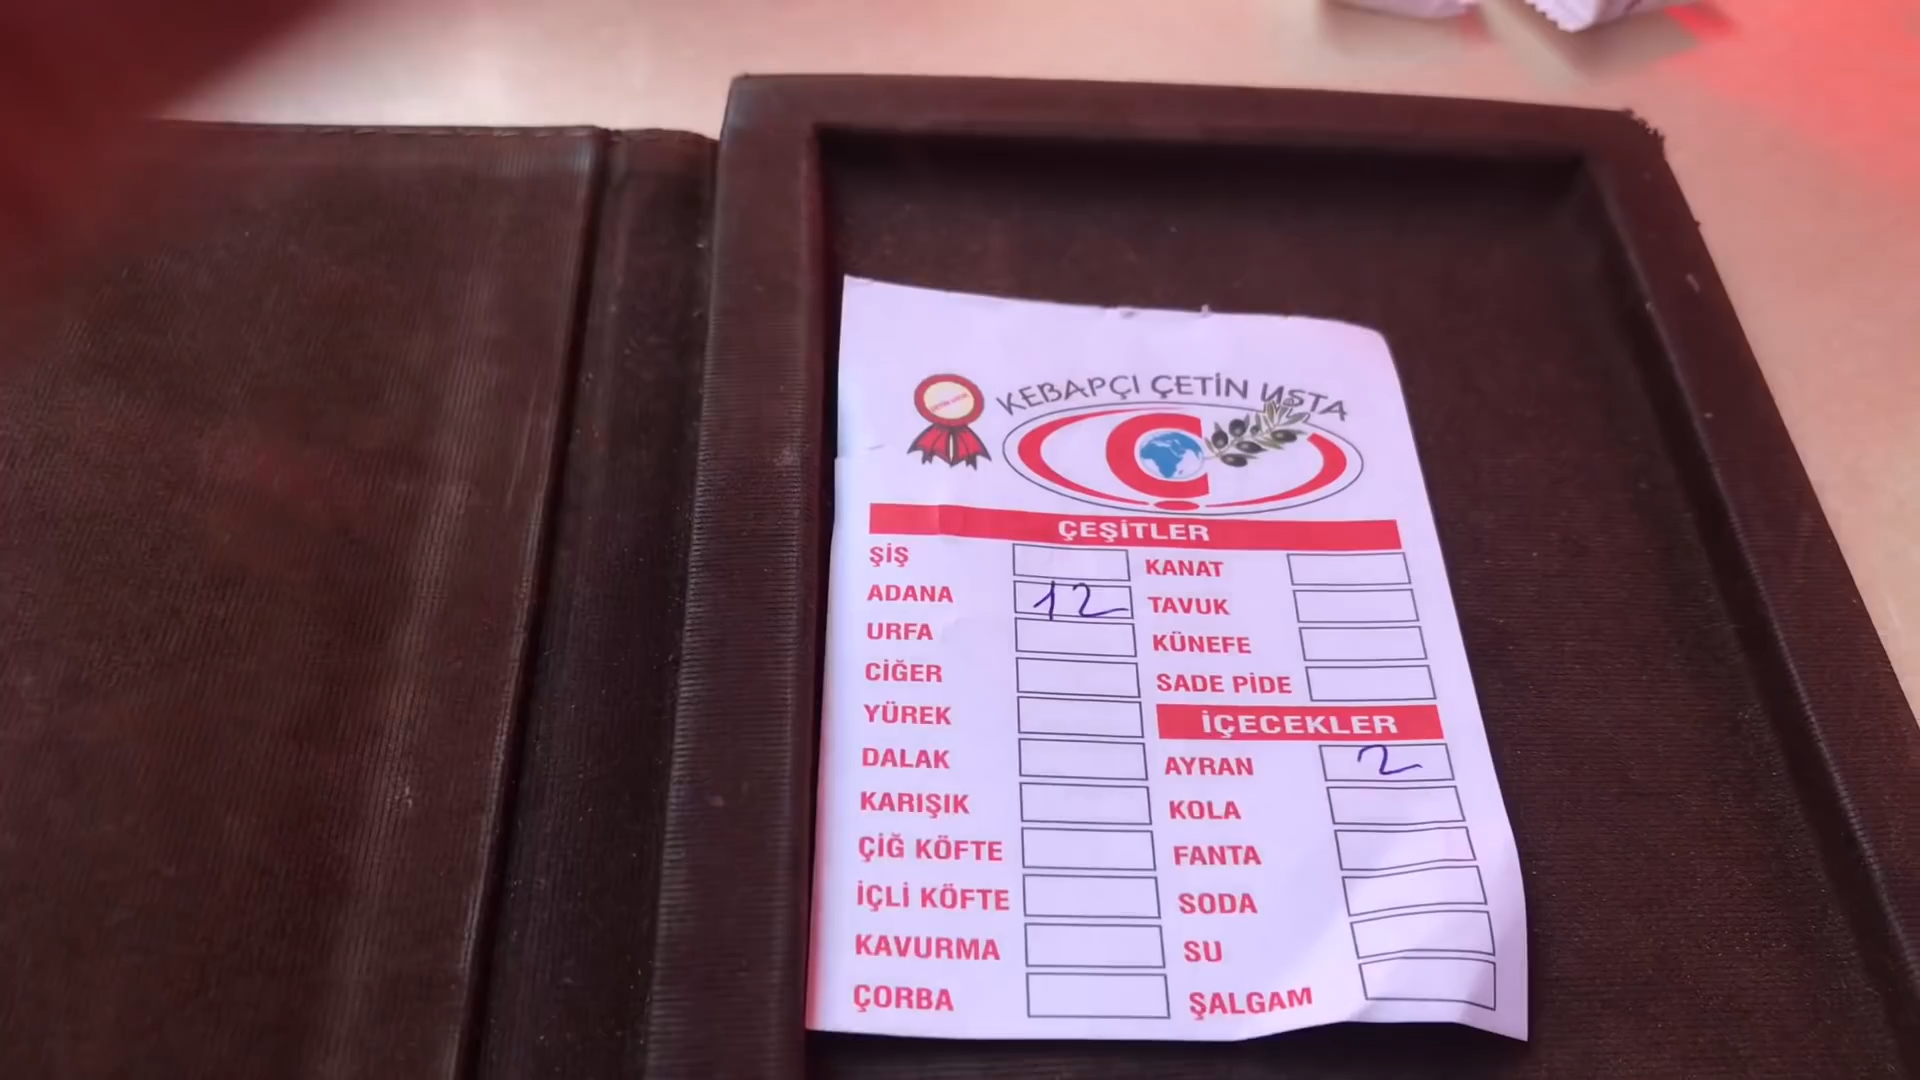 KEBAPÇI ÇETİN USTA
ÇEŞİTLER
ŞİŞ
ADANA 12
URFA
CİĞER
YÜREK
DALAK
KARIŞIK
ÇİĞ KÖFTE
İÇLİ KÖFTE
KAVURMA
ÇORBA
KANAT
TAVUK
KÜNEFE
SADE PİDE
İÇECEKLER
AYRAN 2
KOLA
FANTA
SODA
SU
ŞALGAM